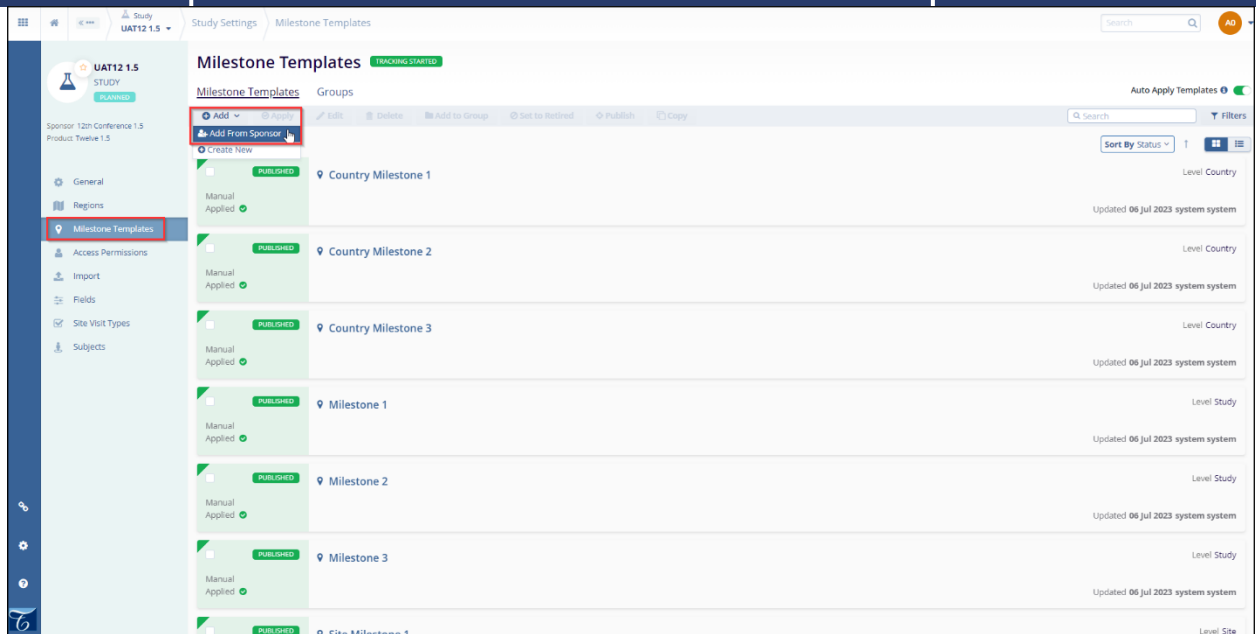 Study
UAT12 1.5
Study Settings
Milestone Templates
Search
AO
UAT12 1.5
STUDY
PLANNED
Sponsor 12th Conference 1.5
Product Twelve 1.5
General
Regions
Milestone Templates
Access Permissions
Import
Fields
Site Visit Types
Subjects
Milestone Templates TRACKING STARTED
Milestone Templates Groups
Auto Apply Templates
Add Apply Edit Delete Add to Group Set to Retired Publish Copy
Search Filters
Add From Sponsor
Create New
Sort By Status
PUBLISHED Country Milestone 1 Level Country
Manual
Applied Updated 06 Jul 2023 system system
PUBLISHED Country Milestone 2 Level Country
Manual
Applied Updated 06 Jul 2023 system system
PUBLISHED Country Milestone 3 Level Country
Manual
Applied Updated 06 Jul 2023 system system
PUBLISHED Milestone 1 Level Study
Manual
Applied Updated 06 Jul 2023 system system
PUBLISHED Milestone 2 Level Study
Manual
Applied Updated 06 Jul 2023 system system
PUBLISHED Milestone 3 Level Study
Manual
Applied Updated 06 Jul 2023 system system
PUBLISHED Site Milestone 1 Level Site